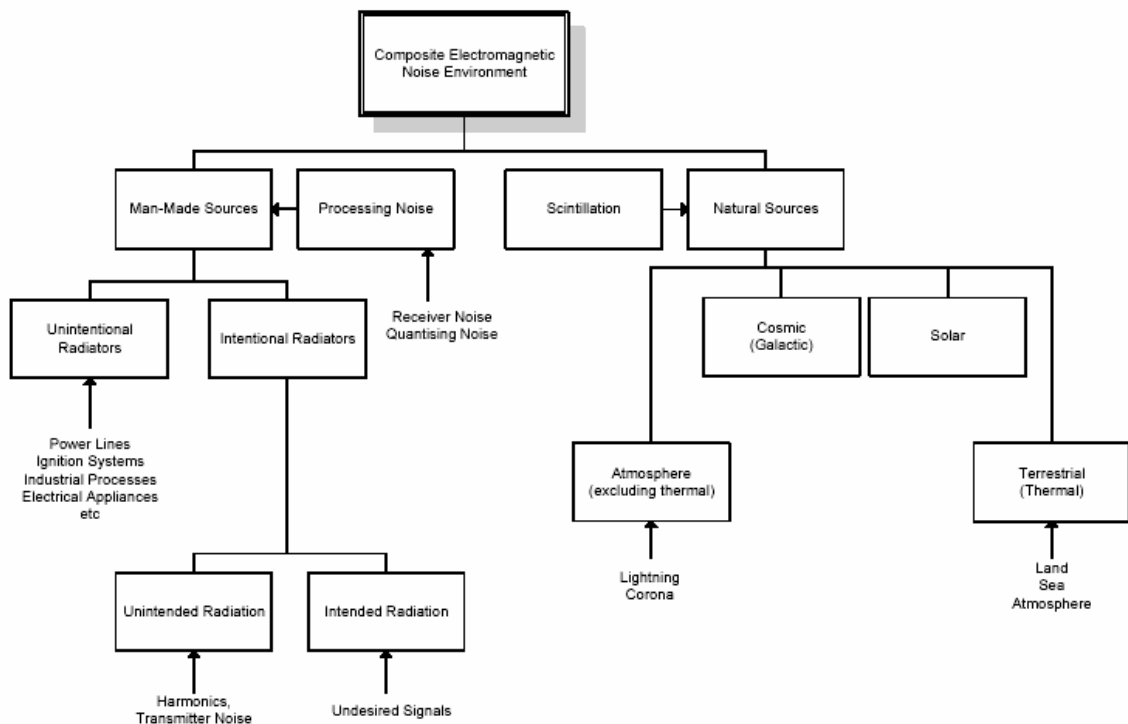 Composite Electromagnetic
Noise Environment
Man-Made Sources
Processing Noise
Scintillation
Natural Sources
Unintentional
Radiators
Intentional Radiators
Receiver Noise
Quantising Noise
Cosmic
(Galactic)
Solar
Power Lines
Ignition Systems
Industrial Processes
Electrical Appliances
etc
Atmosphere
(excluding thermal)
Terrestrial
(Thermal)
Lightning
Corona
Land
Sea
Atmosphere
Unintended Radiation
Intended Radiation
Harmonics,
Transmitter Noise
Undesired Signals